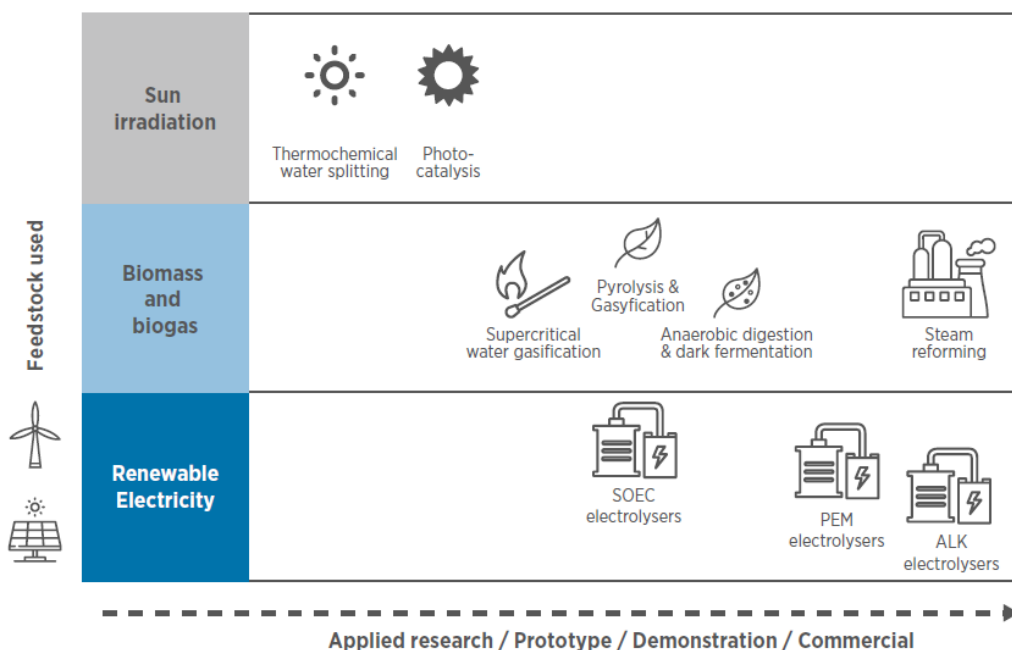 Feedstock used
Sun
irradiation
Thermochemical
water splitting
Photo-
catalysis
Biomass
and
biogas
Supercritical
water gasification
Pyrolysis &
Gasyfication
Anaerobic digestion
& dark fermentation
Steam
reforming
Renewable
Electricity
SOEC
electrolysers
PEM
electrolysers
ALK
electrolysers
Applied research / Prototype / Demonstration / Commercial